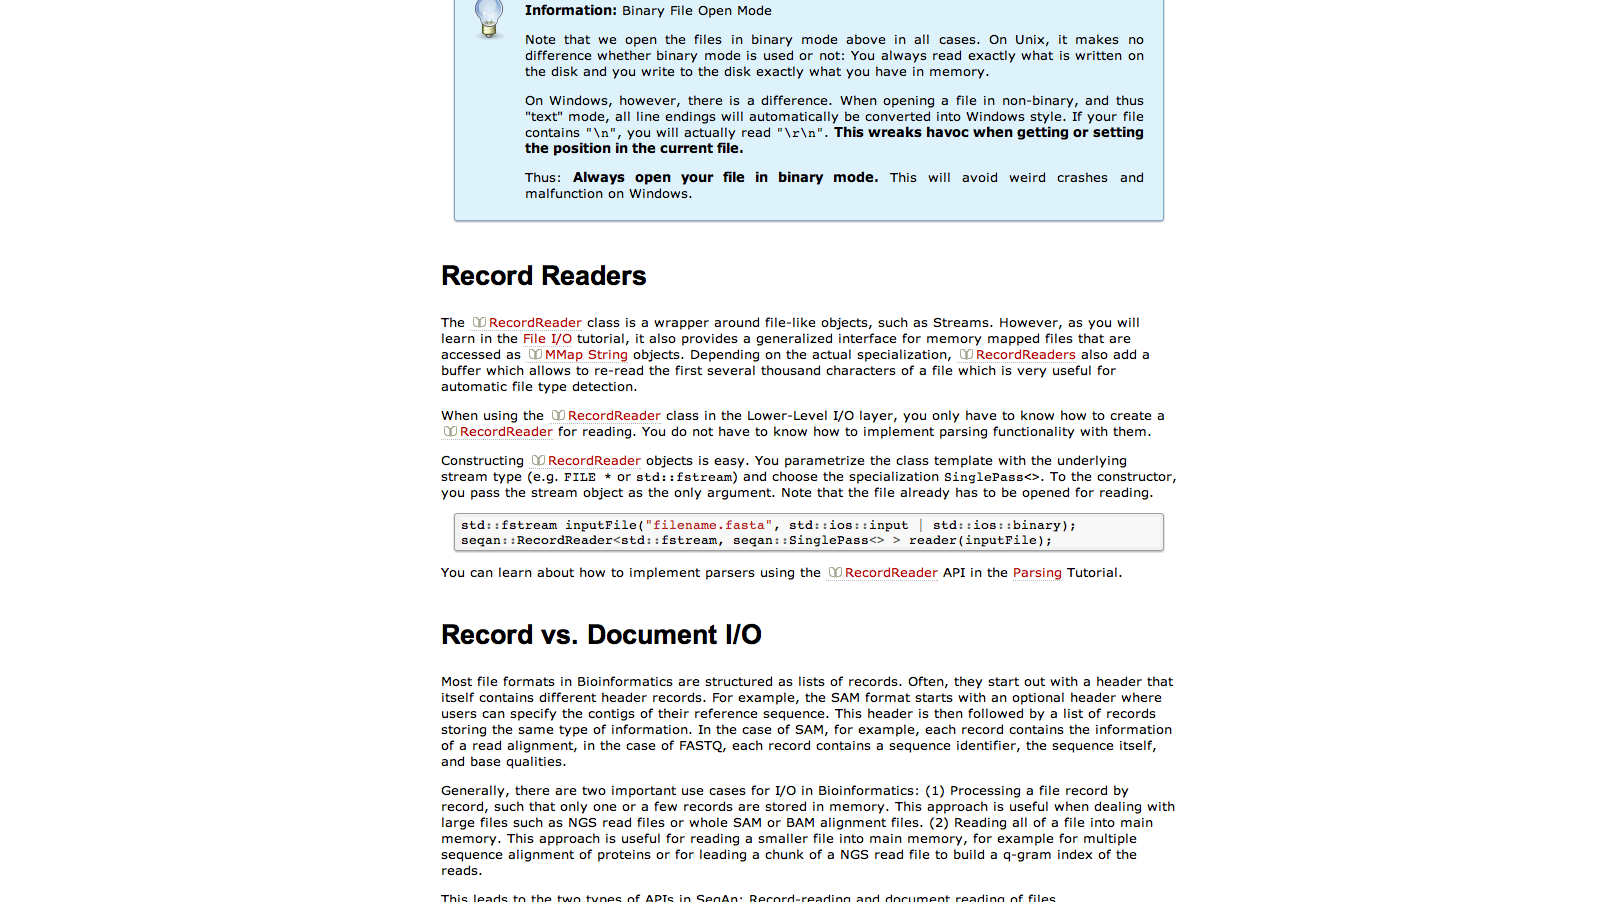 Information: Binary File Open Mode
Note that we open the files in binary mode above in all cases. On Unix, it makes no
difference whether binary mode is used or not: You always read exactly what is written on
the disk and you write to the disk exactly what you have in memory.
On Windows, however, there is a difference. When opening a file in non-binary, and thus
"text" mode, all line endings will automatically be converted into Windows style. If your file
contains "\n", you will actually read "\r\n". This wreaks havoc when getting or setting
the position in the current file.
Thus: Always open your file in binary mode. This will avoid weird crashes and
malfunction on Windows.
Record Readers
The RecordReader class is a wrapper around file-like objects, such as Streams. However, as you will
learn in the File I/O tutorial, it also provides a generalized interface for memory mapped files that are
accessed as MMap String objects. Depending on the actual specialization, RecordReaders also add a
buffer which allows to re-read the first several thousand characters of a file which is very useful for
automatic file type detection.
When using the RecordReader class in the Lower-Level I/O layer, you only have to know how to create a
RecordReader for reading. You do not have to know how to implement parsing functionality with them.
Constructing RecordReader objects is easy. You parametrize the class template with the underlying
stream type (e.g. FILE * or std::fstream) and choose the specialization SinglePass<>. To the constructor,
you pass the stream object as the only argument. Note that the file already has to be opened for reading.
std::fstream inputFile("filename.fasta", std::ios::input | std::ios::binary);
seqan::RecordReader<std::fstream, seqan::SinglePass<> > reader(inputFile);
You can learn about how to implement parsers using the RecordReader API in the Parsing Tutorial.
Record vs. Document I/O
Most file formats in Bioinformatics are structured as lists of records. Often, they start out with a header that
itself contains different header records. For example, the SAM format starts with an optional header where
users can specify the contigs of their reference sequence. This header is then followed by a list of records
storing the same type of information. In the case of SAM, for example, each record contains the information
of a read alignment, in the case of FASTQ, each record contains a sequence identifier, the sequence itself,
and base qualities.
Generally, there are two important use cases for I/O in Bioinformatics: (1) Processing a file record by
record, such that only one or a few records are stored in memory. This approach is useful when dealing with
large files such as NGS read files or whole SAM or BAM alignment files. (2) Reading all of a file into main
memory. This approach is useful for reading a smaller file into main memory, for example for multiple
sequence alignment of proteins or for leading a chunk of a NGS read file to build a q-gram index of the
reads.
This leads to the two types of APIs in SeqAn: Record-reading and document reading of files.